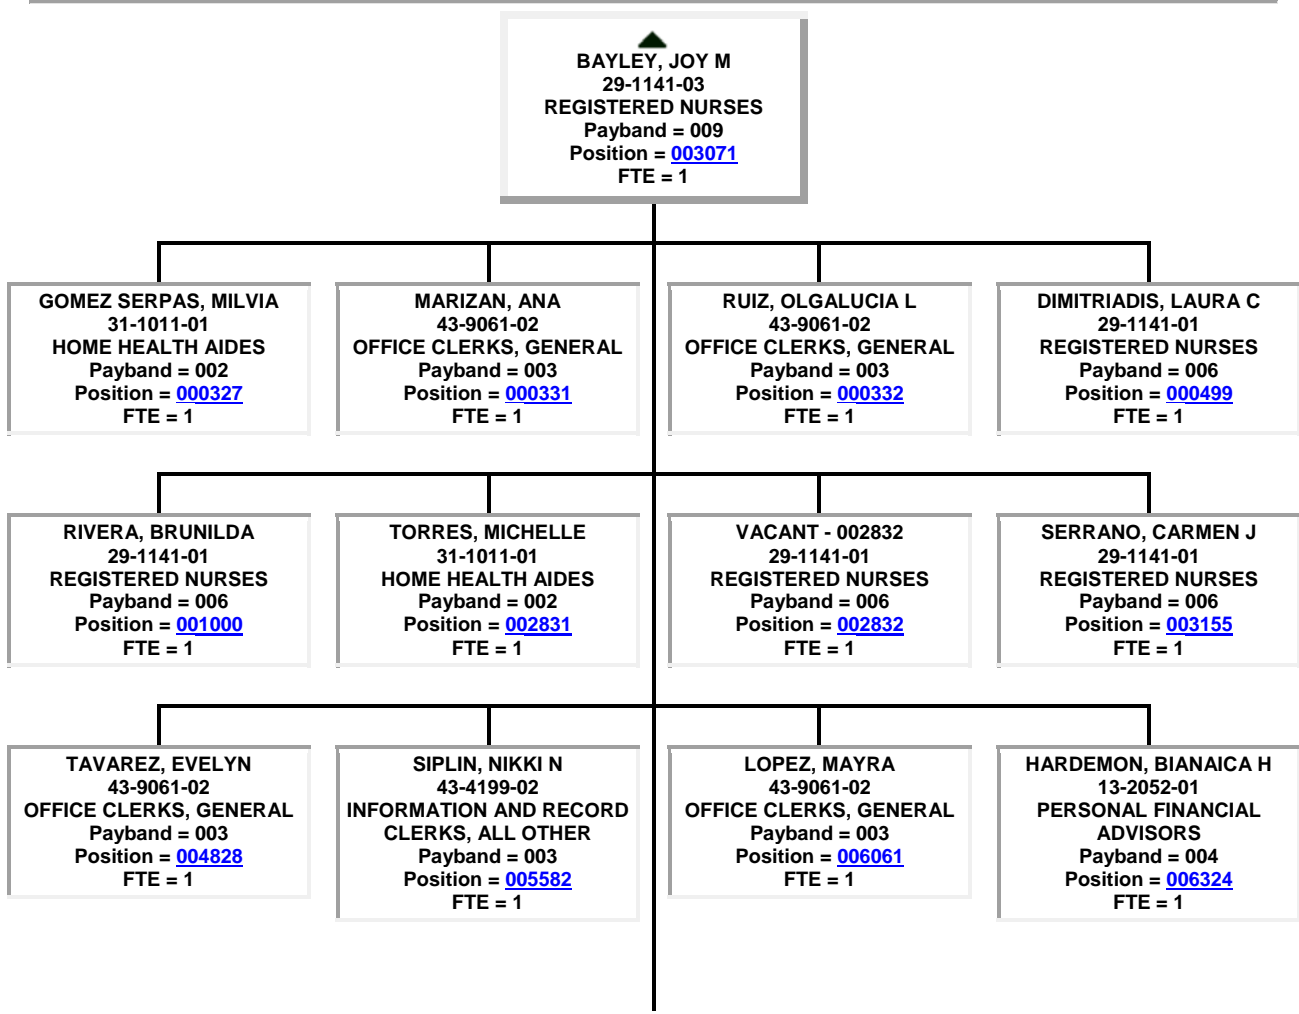 BAYLEY, JOY M
29-1141-03
REGISTERED NURSES
Payband = 009
Position = 003071
FTE = 1
GOMEZ SERPAS, MILVIA
31-1011-01
HOME HEALTH AIDES
Payband = 002
Position = 000327
FTE = 1
MARIZAN, ANA
43-9061-02
OFFICE CLERKS, GENERAL
Payband = 003
Position = 000331
FTE = 1
RUIZ, OLGALUCIA L
43-9061-02
OFFICE CLERKS, GENERAL
Payband = 003
Position = 000332
FTE = 1
DIMITRIADIS, LAURA C
29-1141-01
REGISTERED NURSES
Payband = 006
Position = 000499
FTE = 1
RIVERA, BRUNILDA
29-1141-01
REGISTERED NURSES
Payband = 006
Position = 001000
FTE = 1
TORRES, MICHELLE
31-1011-01
HOME HEALTH AIDES
Payband = 002
Position = 002831
FTE = 1
VACANT - 002832
29-1141-01
REGISTERED NURSES
Payband = 006
Position = 002832
FTE = 1
SERRANO, CARMEN J
29-1141-01
REGISTERED NURSES
Payband = 006
Position = 003155
FTE = 1
TAVAREZ, EVELYN
43-9061-02
OFFICE CLERKS, GENERAL
Payband = 003
Position = 004828
FTE = 1
SIPLIN, NIKKI N
43-4199-02
INFORMATION AND RECORD
CLERKS, ALL OTHER
Payband = 003
Position = 005582
FTE = 1
LOPEZ, MAYRA
43-9061-02
OFFICE CLERKS, GENERAL
Payband = 003
Position = 006061
FTE = 1
HARDEMON, BIANAICA H
13-2052-01
PERSONAL FINANCIAL
ADVISORS
Payband = 004
Position = 006324
FTE = 1